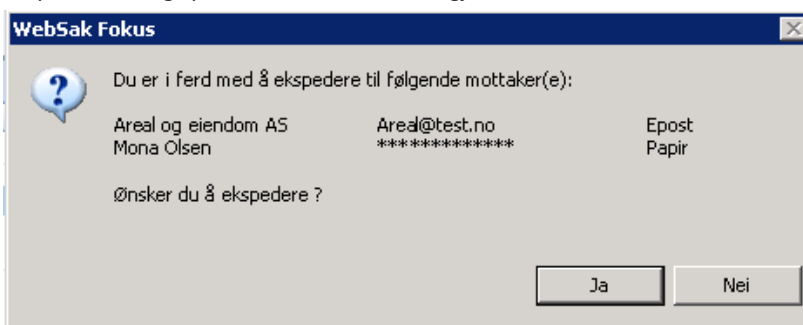 WebSak Fokus
Du er i ferd med å ekspedere til følgende mottaker(e):
Areal og eiendom AS Areal@test.no Epost
Mona Olsen ************* Papir
Ønsker du å ekspedere ?
Ja Nei